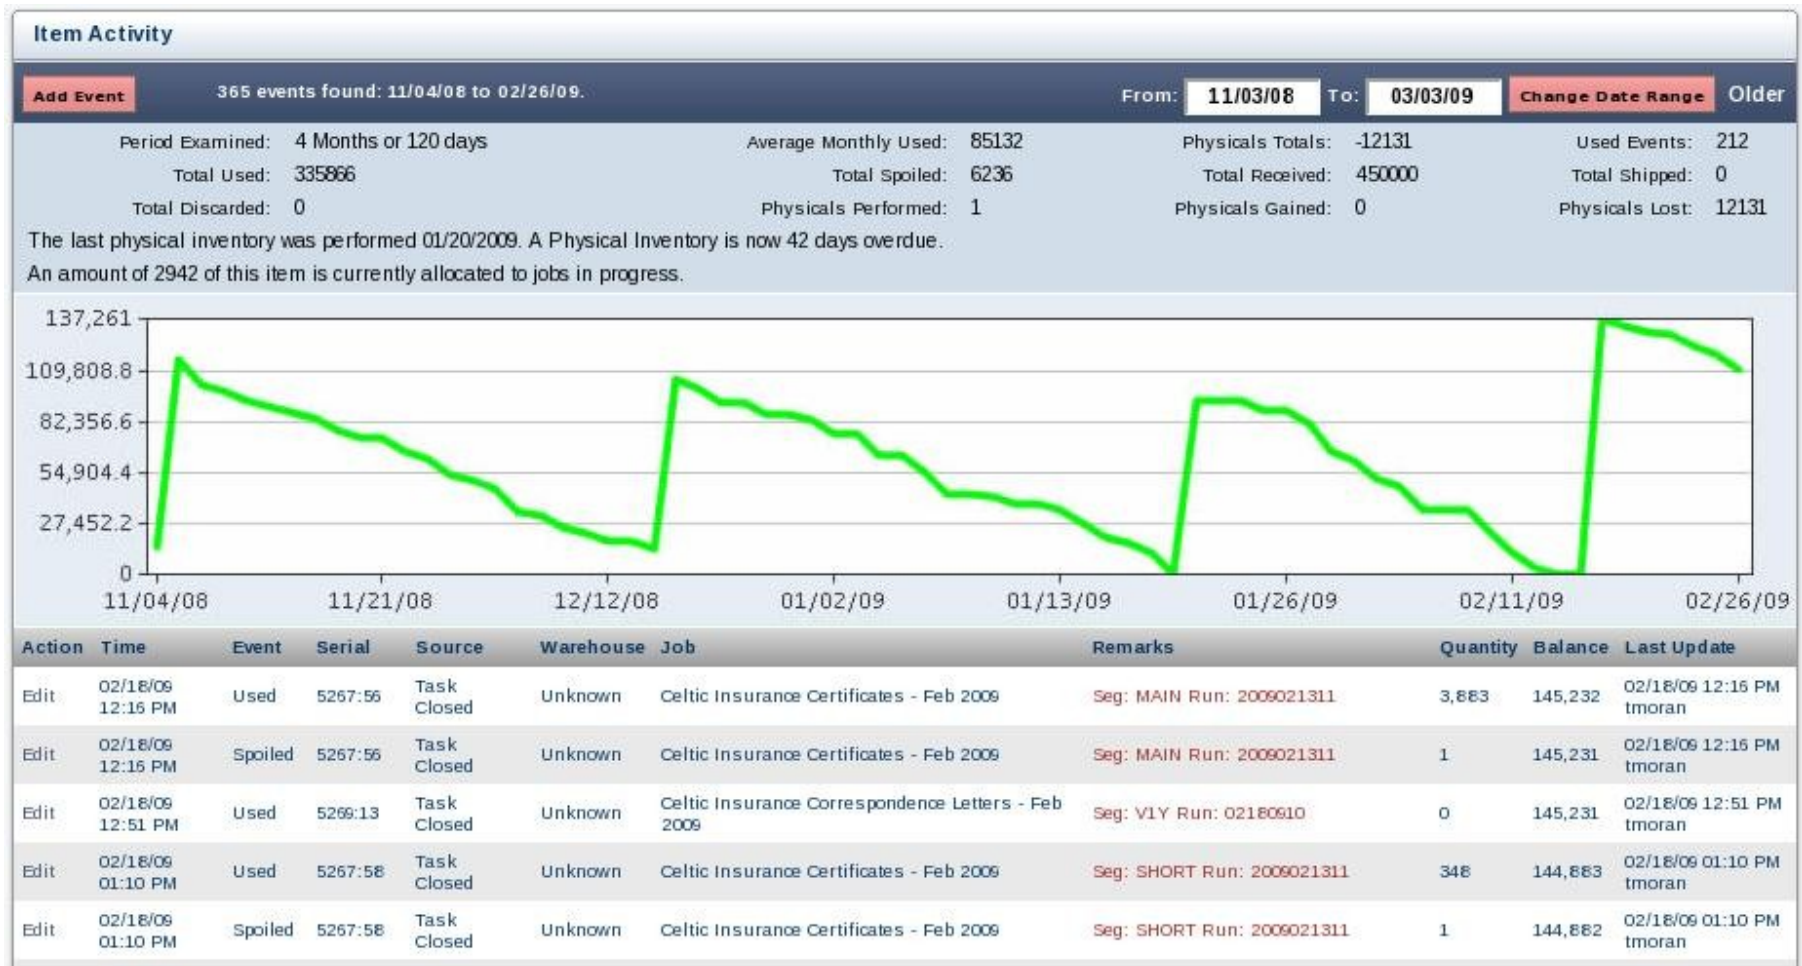 Item Activity
Add Event 365 events found: 11/04/08 to 02/26/09. From: 11/03/08 To: 03/03/09 Change Date Range Older
Period Examined: 4 Months or 120 days Average Monthly Used: 85132 Physicals Totals: -12131 Used Events: 212
Total Used: 335866 Total Spoiled: 6236 Total Received: 450000 Total Shipped: 0
Total Discarded: 0 Physicals Performed: 1 Physicals Gained: 0 Physicals Lost: 12131
The last physical inventory was performed 01/20/2009. A Physical Inventory is now 42 days overdue.
An amount of 2942 of this item is currently allocated to jobs in progress.
137,261
109,808.8
82,356.6
54,904.4
27,452.2
0
11/04/08 11/21/08 12/12/08 01/02/09 01/13/09 01/26/09 02/11/09 02/26/09
Action Time Event Serial Source Warehouse Job Remarks Quantity Balance Last Update
Edit 02/18/09 12:16 PM Used 5267:56 Task Closed Unknown Celtic Insurance Certificates - Feb 2009 Seg: MAIN Run: 2009021311 3,883 145,232 02/18/09 12:16 PM tmoran
Edit 02/18/09 12:16 PM Spoiled 5267:56 Task Closed Unknown Celtic Insurance Certificates - Feb 2009 Seg: MAIN Run: 2009021311 1 145,231 02/18/09 12:16 PM tmoran
Edit 02/18/09 12:51 PM Used 5269:13 Task Closed Unknown Celtic Insurance Correspondence Letters - Feb 2009 Seg: V1Y Run: 02180910 0 145,231 02/18/09 12:51 PM tmoran
Edit 02/18/09 01:10 PM Used 5267:58 Task Closed Unknown Celtic Insurance Certificates - Feb 2009 Seg: SHORT Run: 2009021311 348 144,883 02/18/09 01:10 PM tmoran
Edit 02/18/09 01:10 PM Spoiled 5267:58 Task Closed Unknown Celtic Insurance Certificates - Feb 2009 Seg: SHORT Run: 2009021311 1 144,882 02/18/09 01:10 PM tmoran